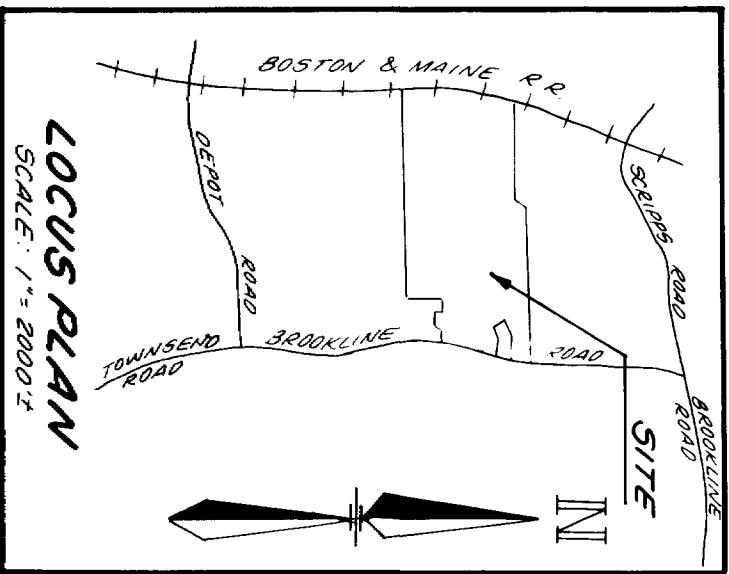 BOSTON & MAINE R.R.
SCRIPPS ROAD
DEPOT ROAD
BROOKLINE ROAD
TOWNSEND
ROAD
BROOKLINE
ROAD
SITE
N
LOCUS PLAN
SCALE: 1"= 2000'±